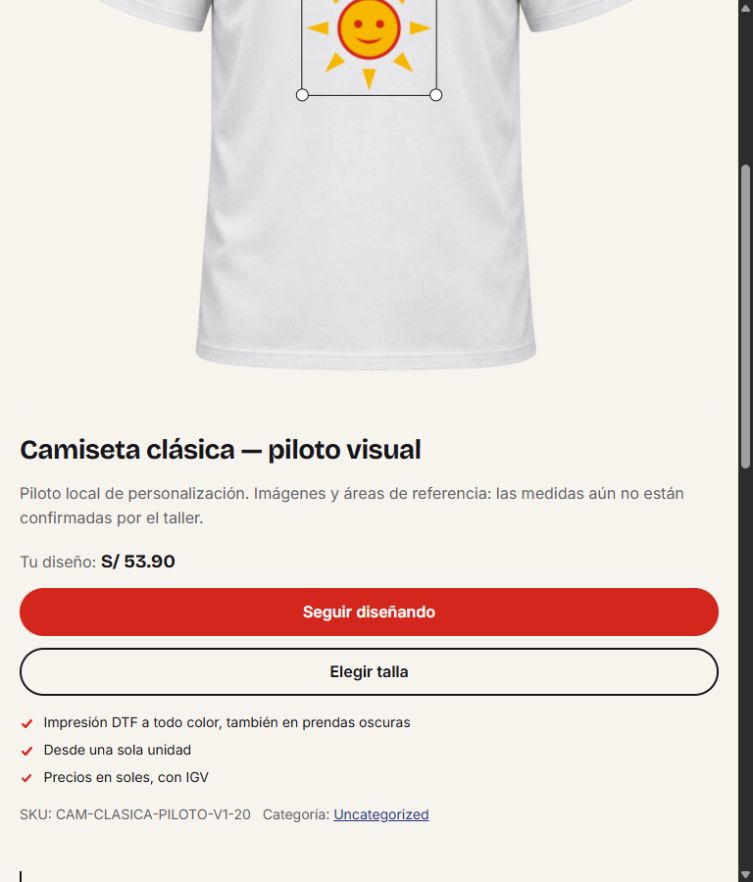 Camiseta clásica — piloto visual
Piloto local de personalización. Imágenes y áreas de referencia: las medidas aún no están
confirmadas por el taller.
Tu diseño: S/ 53.90
Seguir diseñando
Elegir talla
Impresión DTF a todo color, también en prendas oscuras
Desde una sola unidad
Precios en soles, con IGV
SKU: CAM-CLASICA-PILOTO-V1-20 Categoría: Uncategorized